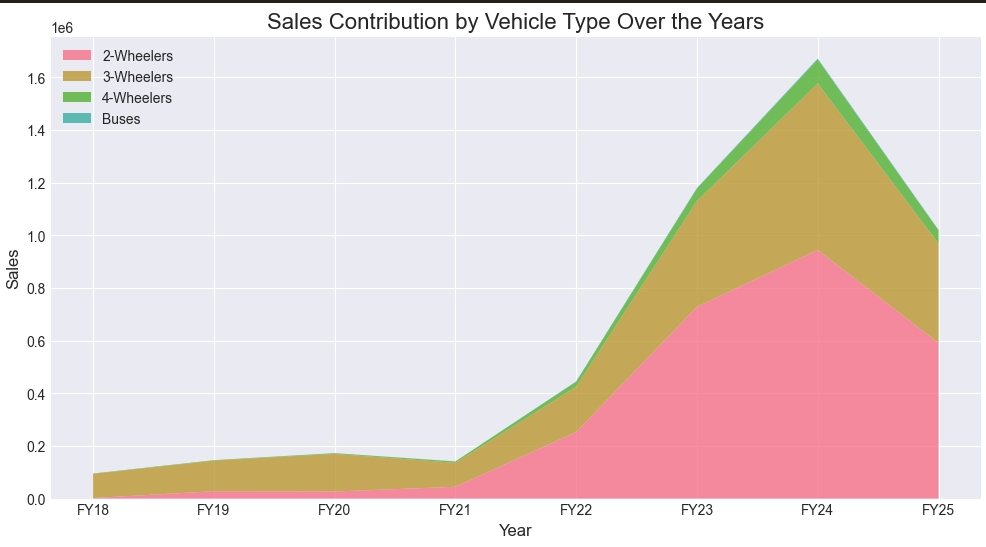 Sales Contribution by Vehicle Type Over the Years
1e6
2-Wheelers
3-Wheelers
4-Wheelers
Buses
1.6
1.4
1.2
1.0
0.8
0.6
0.4
0.2
0.0
Sales
FY18 FY19 FY20 FY21 FY22 FY23 FY24 FY25
Year